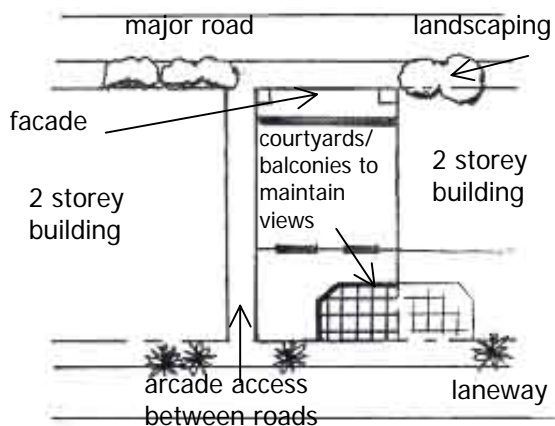 major road
landscaping
facade
courtyards/
balconies to
maintain
views
2 storey
building
2 storey
building
arcade access
between roads
laneway